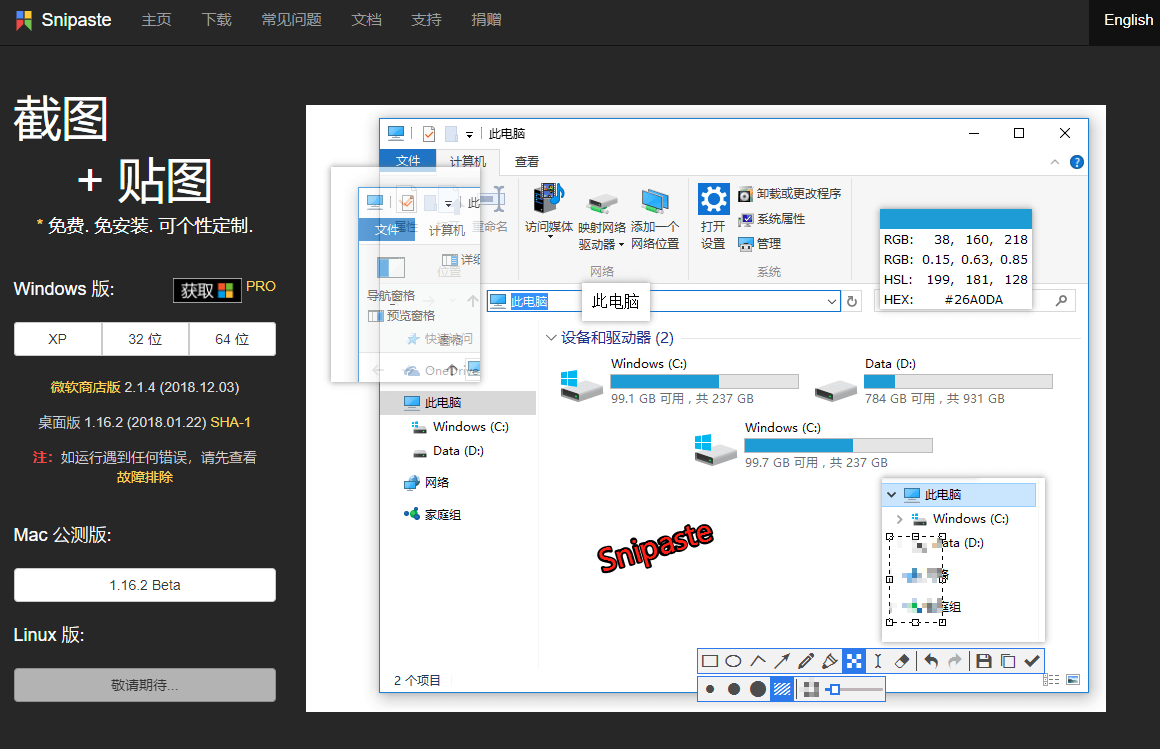 Snipaste 主页 下载 常见问题 文档 支持 捐赠 English
截图
+ 贴图
* 免费. 免安装. 可个性定制.
Windows 版:
获取 PRO
XP 32 位 64 位
微软商店版 2.1.4 (2018.12.03)
桌面版 1.16.2 (2018.01.22) SHA-1
注: 如运行遇到任何错误，请先查看
故障排除
Mac 公测版:
1.16.2 Beta
Linux 版:
敬请期待...
此电脑
文件 计算机 查看
此
文件 计算机
属性
重命名
位置
详细
导航窗格
预览窗格
窗格
快速访问
OneDrive
访问媒体
映射网络
驱动器
添加一个
网络位置
网络
打开
设置
卸载或更改程序
系统属性
管理
系统
RGB: 38, 160, 218
RGB: 0.15, 0.63, 0.85
HSL: 199, 181, 128
HEX: #26A0DA
此电脑
此电脑
此电脑
Windows (C:)
Data (D:)
网络
家庭组
设备和驱动器 (2)
Windows (C:)
99.1 GB 可用，共 237 GB
Data (D:)
784 GB 可用，共 931 GB
Windows (C:)
99.7 GB 可用，共 237 GB
Snipaste
此电脑
Windows (C:)
ata (D:)
庭组
2 个项目